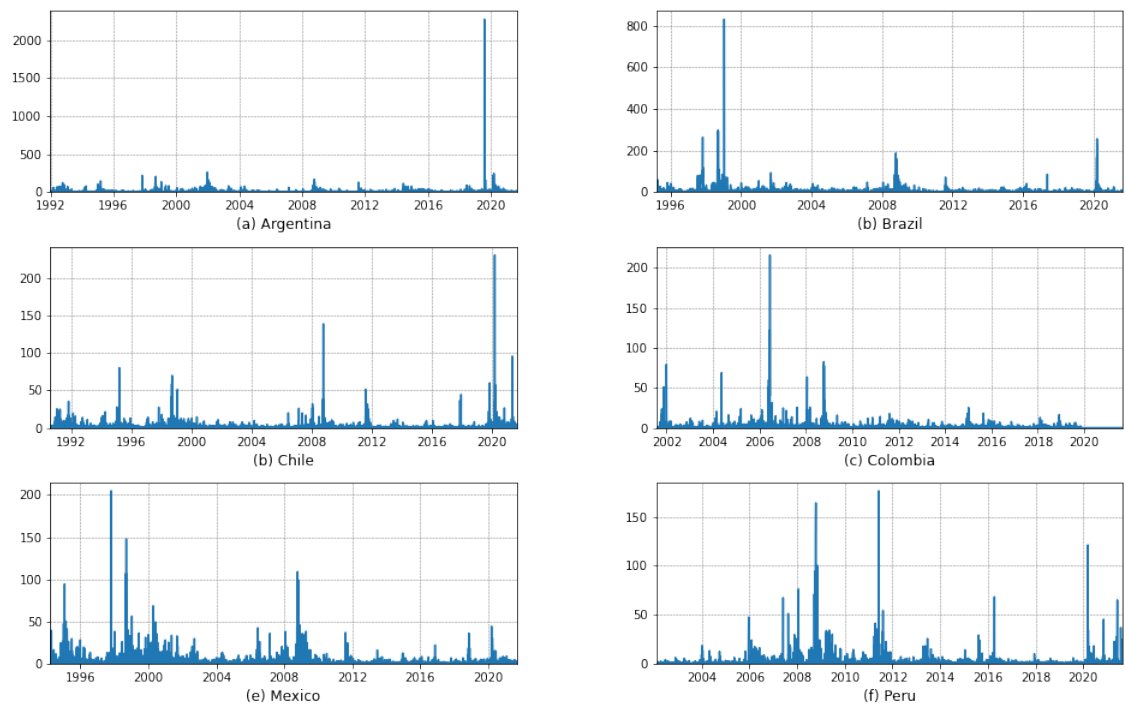 2000
1500
1000
500
0
1992 1996 2000 2004 2008 2012 2016 2020
(a) Argentina
800
600
400
200
0
1996 2000 2004 2008 2012 2016 2020
(b) Brazil
200
150
100
50
0
1992 1996 2000 2004 2008 2012 2016 2020
(b) Chile
200
150
100
50
0
2002 2004 2006 2008 2010 2012 2014 2016 2018 2020
(c) Colombia
200
150
100
50
0
1996 2000 2004 2008 2012 2016 2020
(e) Mexico
150
100
50
0
2004 2006 2008 2010 2012 2014 2016 2018 2020
(f) Peru